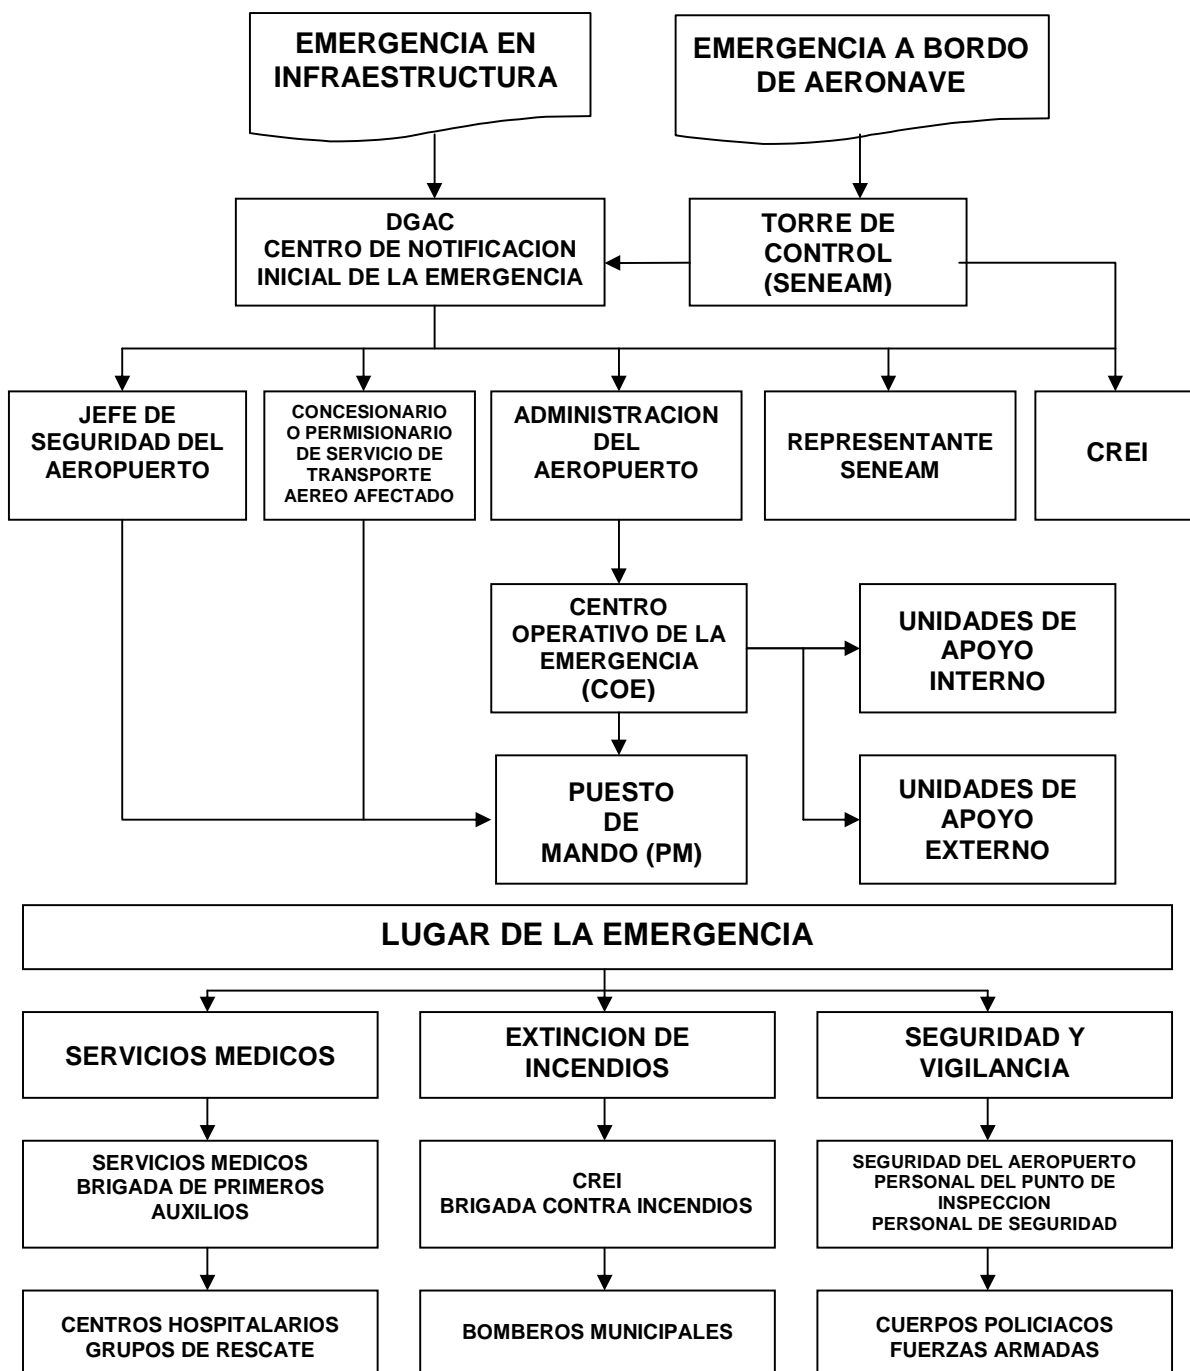 EMERGENCIA EN
INFRAESTRUCTURA
EMERGENCIA A BORDO
DE AERONAVE
DGAC
CENTRO DE NOTIFICACION
INICIAL DE LA EMERGENCIA
TORRE DE
CONTROL
(SENEAM)
JEFE DE
SEGURIDAD DEL
AEROPUERTO
CONCESIONARIO
O PERMISIONARIO
DE SERVICIO DE
TRANSPORTE
AEREO AFECTADO
ADMINISTRACION
DEL
AEROPUERTO
REPRESENTANTE
SENEAM
CREI
CENTRO
OPERATIVO DE LA
EMERGENCIA
(COE)
UNIDADES DE
APOYO
INTERNO
PUESTO
DE
MANDO (PM)
UNIDADES DE
APOYO
EXTERNO
LUGAR DE LA EMERGENCIA
SERVICIOS MEDICOS
EXTINCION DE
INCENDIOS
SEGURIDAD Y
VIGILANCIA
SERVICIOS MEDICOS
BRIGADA DE PRIMEROS
AUXILIOS
CREI
BRIGADA CONTRA INCENDIOS
SEGURIDAD DEL AEROPUERTO
PERSONAL DEL PUNTO DE
INSPECCION
PERSONAL DE SEGURIDAD
CENTROS HOSPITALARIOS
GRUPOS DE RESCATE
BOMBEROS MUNICIPALES
CUERPOS POLICIACOS
FUERZAS ARMADAS